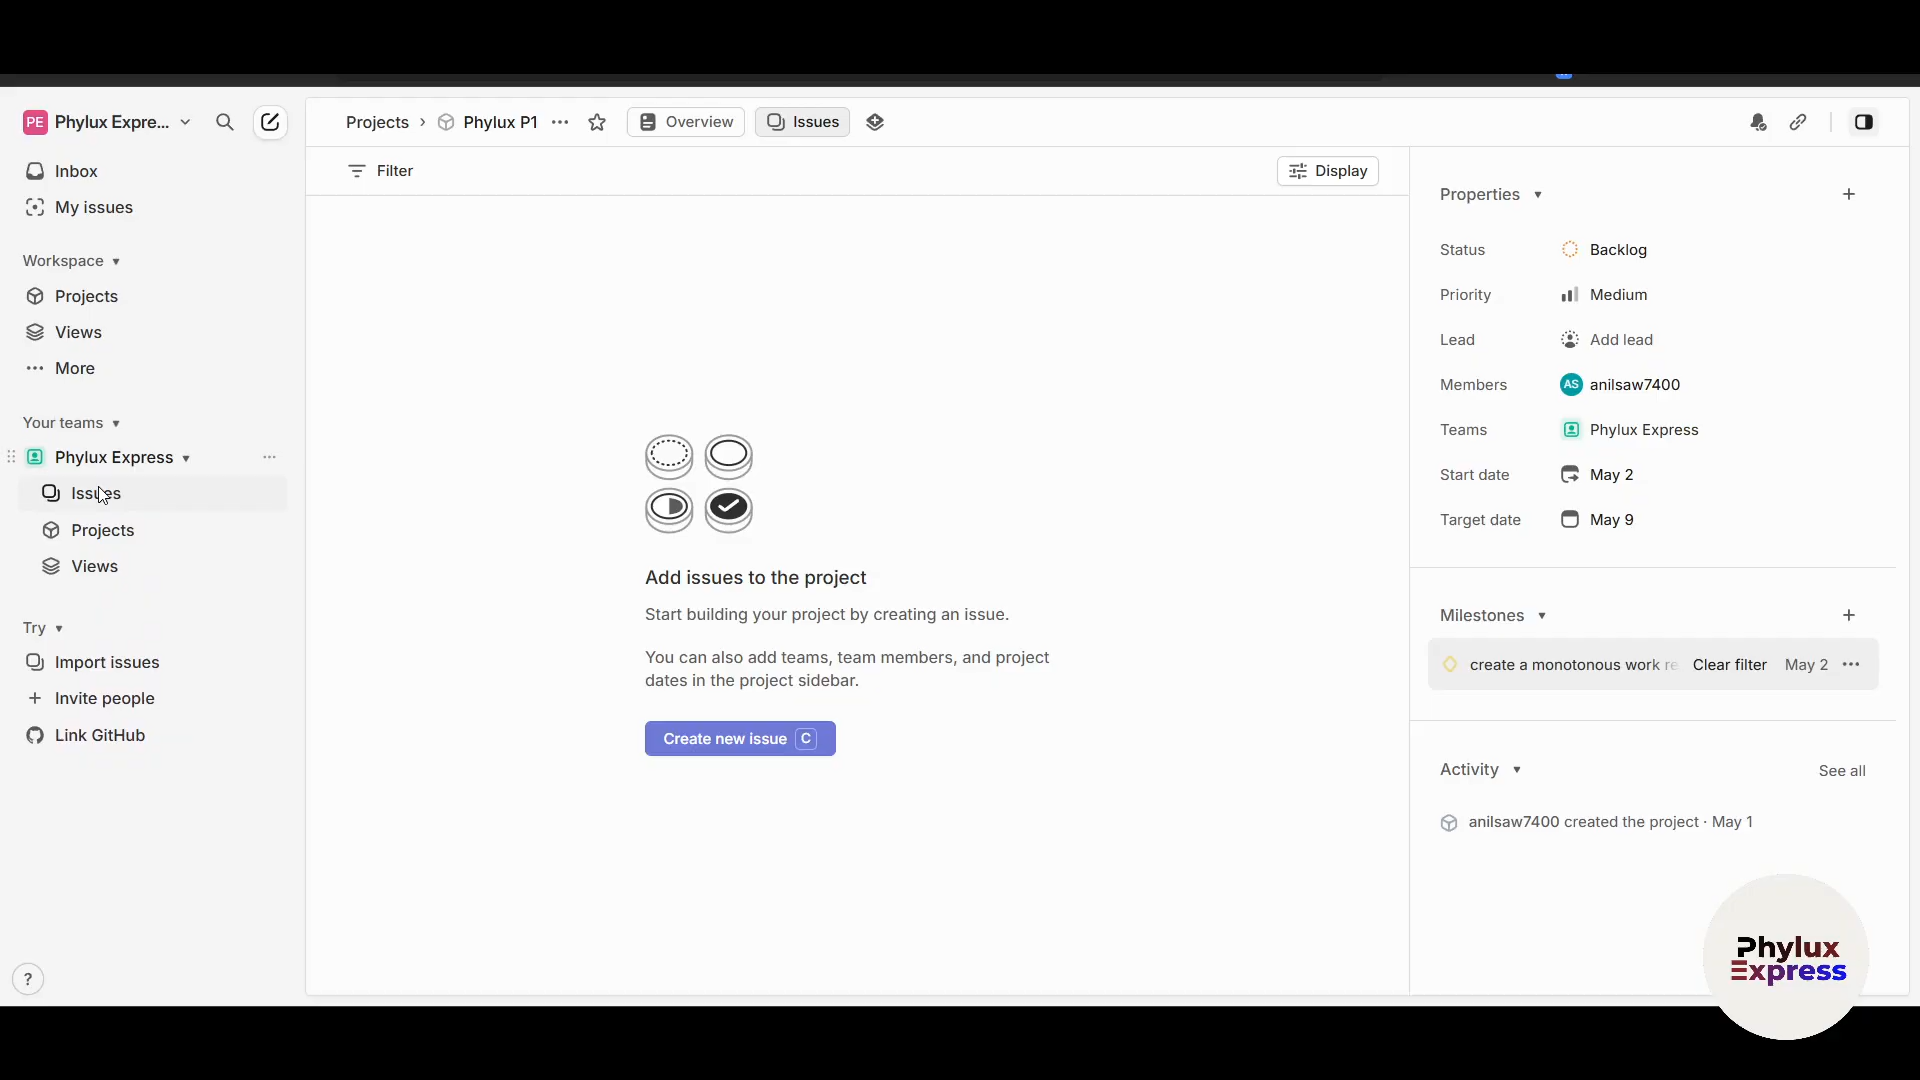 PE Phylux Expre...
Inbox
My issues
Workspace
Projects
Views
More
Your teams
Phylux Express
Issues
Projects
Views
Try
Import issues
Invite people
Link GitHub
?
Projects › Phylux P1 Overview Issues
Filter Display
Add issues to the project
Start building your project by creating an issue.
You can also add teams, team members, and project
dates in the project sidebar.
Create new issue C
Properties
Status Backlog
Priority Medium
Lead Add lead
Members AS anilsaw7400
Teams Phylux Express
Start date May 2
Target date May 9
Milestones
create a monotonous work re Clear filter May 2
Activity See all
anilsaw7400 created the project · May 1
Phylux
Express